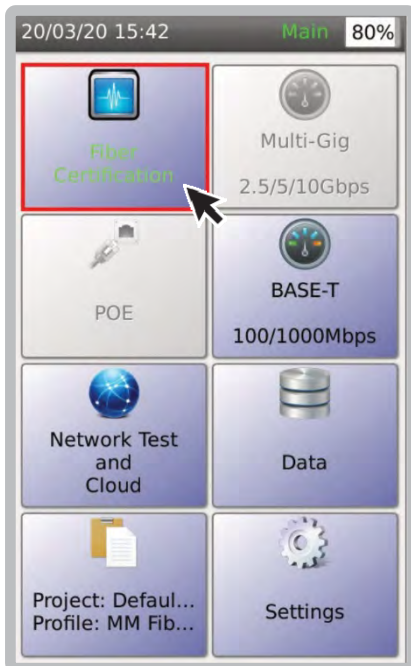 20/03/20 15:42 Main 80%
Fiber
Certification
Multi-Gig
2.5/5/10Gbps
POE
BASE-T
100/1000Mbps
Network Test
and
Cloud
Data
Project: Defaul...
Profile: MM Fib...
Settings